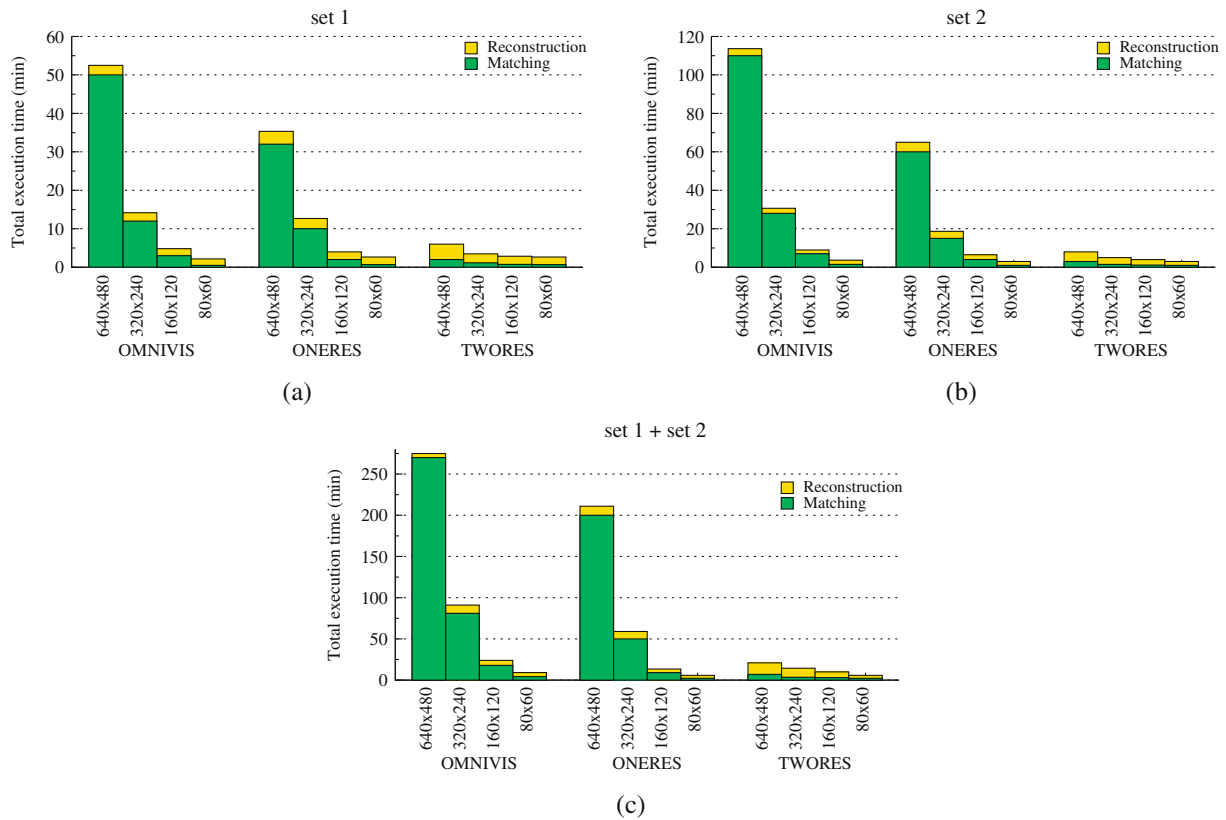 set 1
Total execution time (min)
60
50
40
30
20
10
0
Reconstruction
Matching
640x480
320x240
160x120
80x60
640x480
320x240
160x120
80x60
640x480
320x240
160x120
80x60
OMNIVIS ONERES TWORES
(a)
set 2
Total execution time (min)
120
100
80
60
40
20
0
Reconstruction
Matching
640x480
320x240
160x120
80x60
640x480
320x240
160x120
80x60
640x480
320x240
160x120
80x60
OMNIVIS ONERES TWORES
(b)
set 1 + set 2
Total execution time (min)
250
200
150
100
50
0
Reconstruction
Matching
640x480
320x240
160x120
80x60
640x480
320x240
160x120
80x60
640x480
320x240
160x120
80x60
OMNIVIS ONERES TWORES
(c)